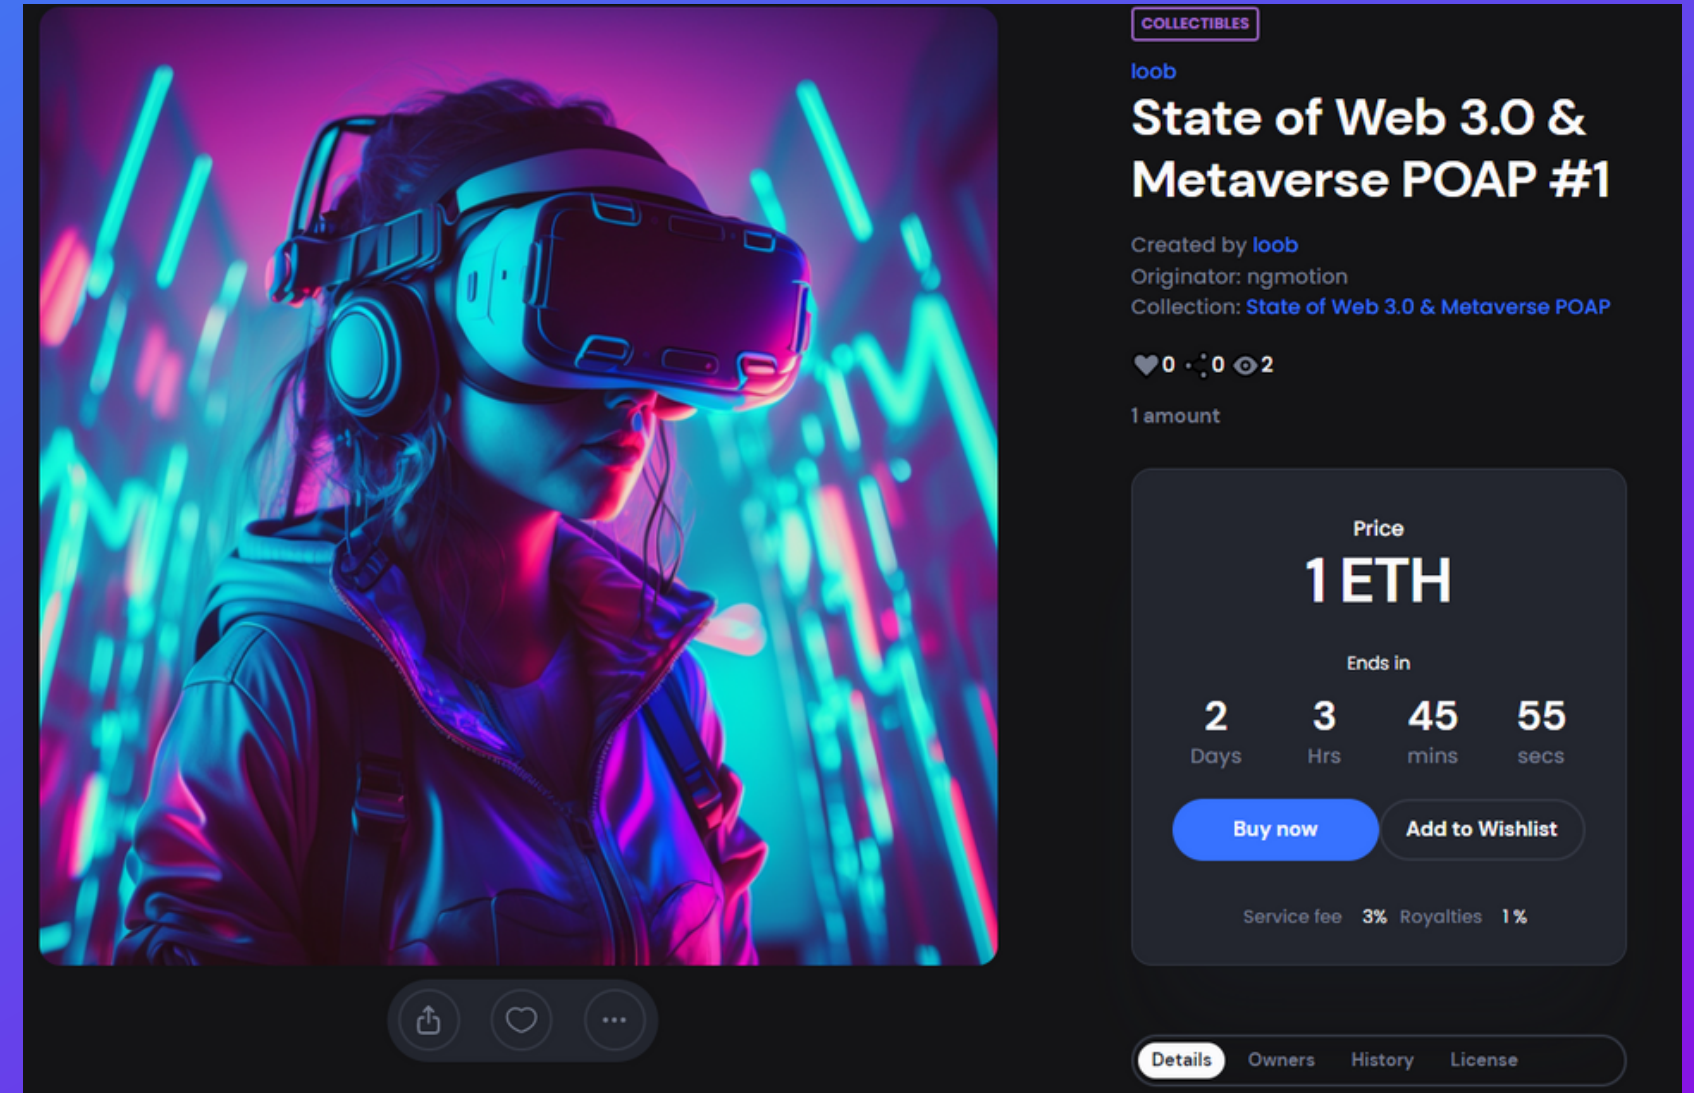 COLLECTIBLES
loob
State of Web 3.0 &
Metaverse POAP #1
Created by loob
Originator: ngmotion
Collection: State of Web 3.0 & Metaverse POAP
0 0 2
1 amount
Price
1 ETH
Ends in
2 3 45 55
Days Hrs mins secs
Buy now Add to Wishlist
Service fee 3% Royalties 1 %
Details Owners History License